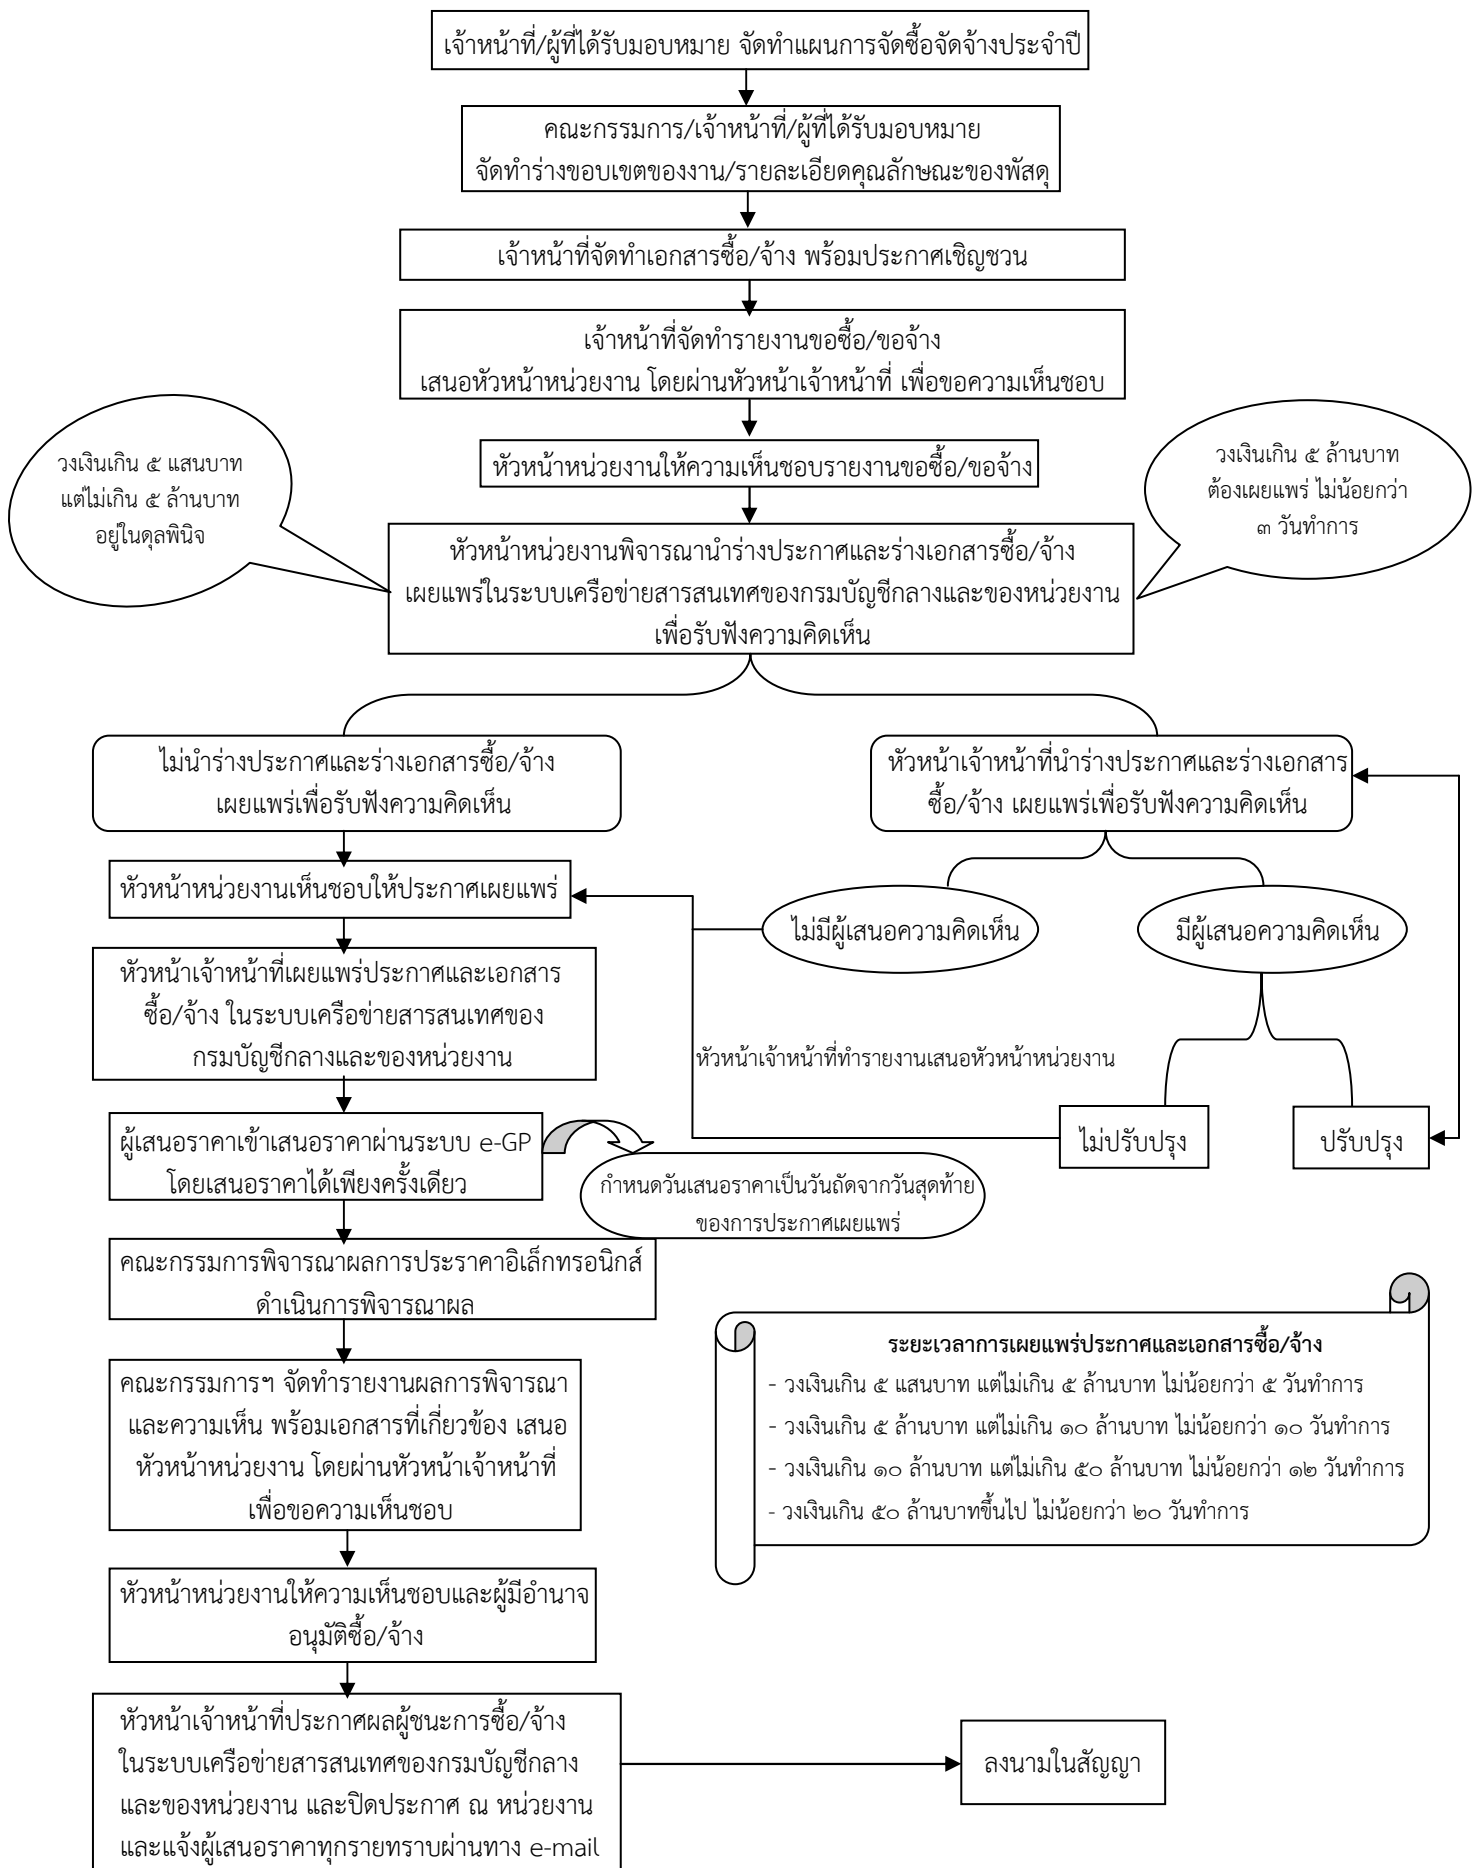 เจ้าหน้าที่/ผู้ที่ได้รับมอบหมาย จัดทำแผนการจัดซื้อจัดจ้างประจำปี
คณะกรรมการ/เจ้าหน้าที่/ผู้ที่ได้รับมอบหมาย
จัดทำร่างขอบเขตของงาน/รายละเอียดคุณลักษณะของพัสดุ
เจ้าหน้าที่จัดทำเอกสารซื้อ/จ้าง พร้อมประกาศเชิญชวน
เจ้าหน้าที่จัดทำรายงานขอซื้อ/ขอจ้าง
เสนอหัวหน้าหน่วยงาน โดยผ่านหัวหน้าเจ้าหน้าที่ เพื่อขอความเห็นชอบ
หัวหน้าหน่วยงานให้ความเห็นชอบรายงานขอซื้อ/ขอจ้าง
วงเงินเกิน ๕ แสนบาท
แต่ไม่เกิน ๕ ล้านบาท
อยู่ในดุลพินิจ
วงเงินเกิน ๕ ล้านบาท
ต้องเผยแพร่ ไม่น้อยกว่า
๓ วันทำการ
หัวหน้าหน่วยงานพิจารณานำร่างประกาศและร่างเอกสารซื้อ/จ้าง
เผยแพร่ในระบบเครือข่ายสารสนเทศของกรมบัญชีกลางและของหน่วยงาน
เพื่อรับฟังความคิดเห็น
ไม่นำร่างประกาศและร่างเอกสารซื้อ/จ้าง
เผยแพร่เพื่อรับฟังความคิดเห็น
หัวหน้าเจ้าหน้าที่นำร่างประกาศและร่างเอกสาร
ซื้อ/จ้าง เผยแพร่เพื่อรับฟังความคิดเห็น
หัวหน้าหน่วยงานเห็นชอบให้ประกาศเผยแพร่
ไม่มีผู้เสนอความคิดเห็น
มีผู้เสนอความคิดเห็น
หัวหน้าเจ้าหน้าที่เผยแพร่ประกาศและเอกสาร
ซื้อ/จ้าง ในระบบเครือข่ายสารสนเทศของ
กรมบัญชีกลางและของหน่วยงาน
หัวหน้าเจ้าหน้าที่ทำรายงานเสนอหัวหน้าหน่วยงาน
ไม่ปรับปรุง
ปรับปรุง
ผู้เสนอราคาเข้าเสนอราคาผ่านระบบ e-GP
โดยเสนอราคาได้เพียงครั้งเดียว
กำหนดวันเสนอราคาเป็นวันถัดจากวันสุดท้าย
ของการประกาศเผยแพร่
คณะกรรมการพิจารณาผลการประราคาอิเล็กทรอนิกส์
ดำเนินการพิจารณาผล
ระยะเวลาการเผยแพร่ประกาศและเอกสารซื้อ/จ้าง
- วงเงินเกิน ๕ แสนบาท แต่ไม่เกิน ๕ ล้านบาท ไม่น้อยกว่า ๕ วันทำการ
- วงเงินเกิน ๕ ล้านบาท แต่ไม่เกิน ๑๐ ล้านบาท ไม่น้อยกว่า ๑๐ วันทำการ
- วงเงินเกิน ๑๐ ล้านบาท แต่ไม่เกิน ๕๐ ล้านบาท ไม่น้อยกว่า ๑๒ วันทำการ
- วงเงินเกิน ๕๐ ล้านบาทขึ้นไป ไม่น้อยกว่า ๒๐ วันทำการ
คณะกรรมการฯ จัดทำรายงานผลการพิจารณา
และความเห็น พร้อมเอกสารที่เกี่ยวข้อง เสนอ
หัวหน้าหน่วยงาน โดยผ่านหัวหน้าเจ้าหน้าที่
เพื่อขอความเห็นชอบ
หัวหน้าหน่วยงานให้ความเห็นชอบและผู้มีอำนาจ
อนุมัติซื้อ/จ้าง
หัวหน้าเจ้าหน้าที่ประกาศผลผู้ชนะการซื้อ/จ้าง
ในระบบเครือข่ายสารสนเทศของกรมบัญชีกลาง
และของหน่วยงาน และปิดประกาศ ณ หน่วยงาน
และแจ้งผู้เสนอราคาทุกรายทราบผ่านทาง e-mail
ลงนามในสัญญา